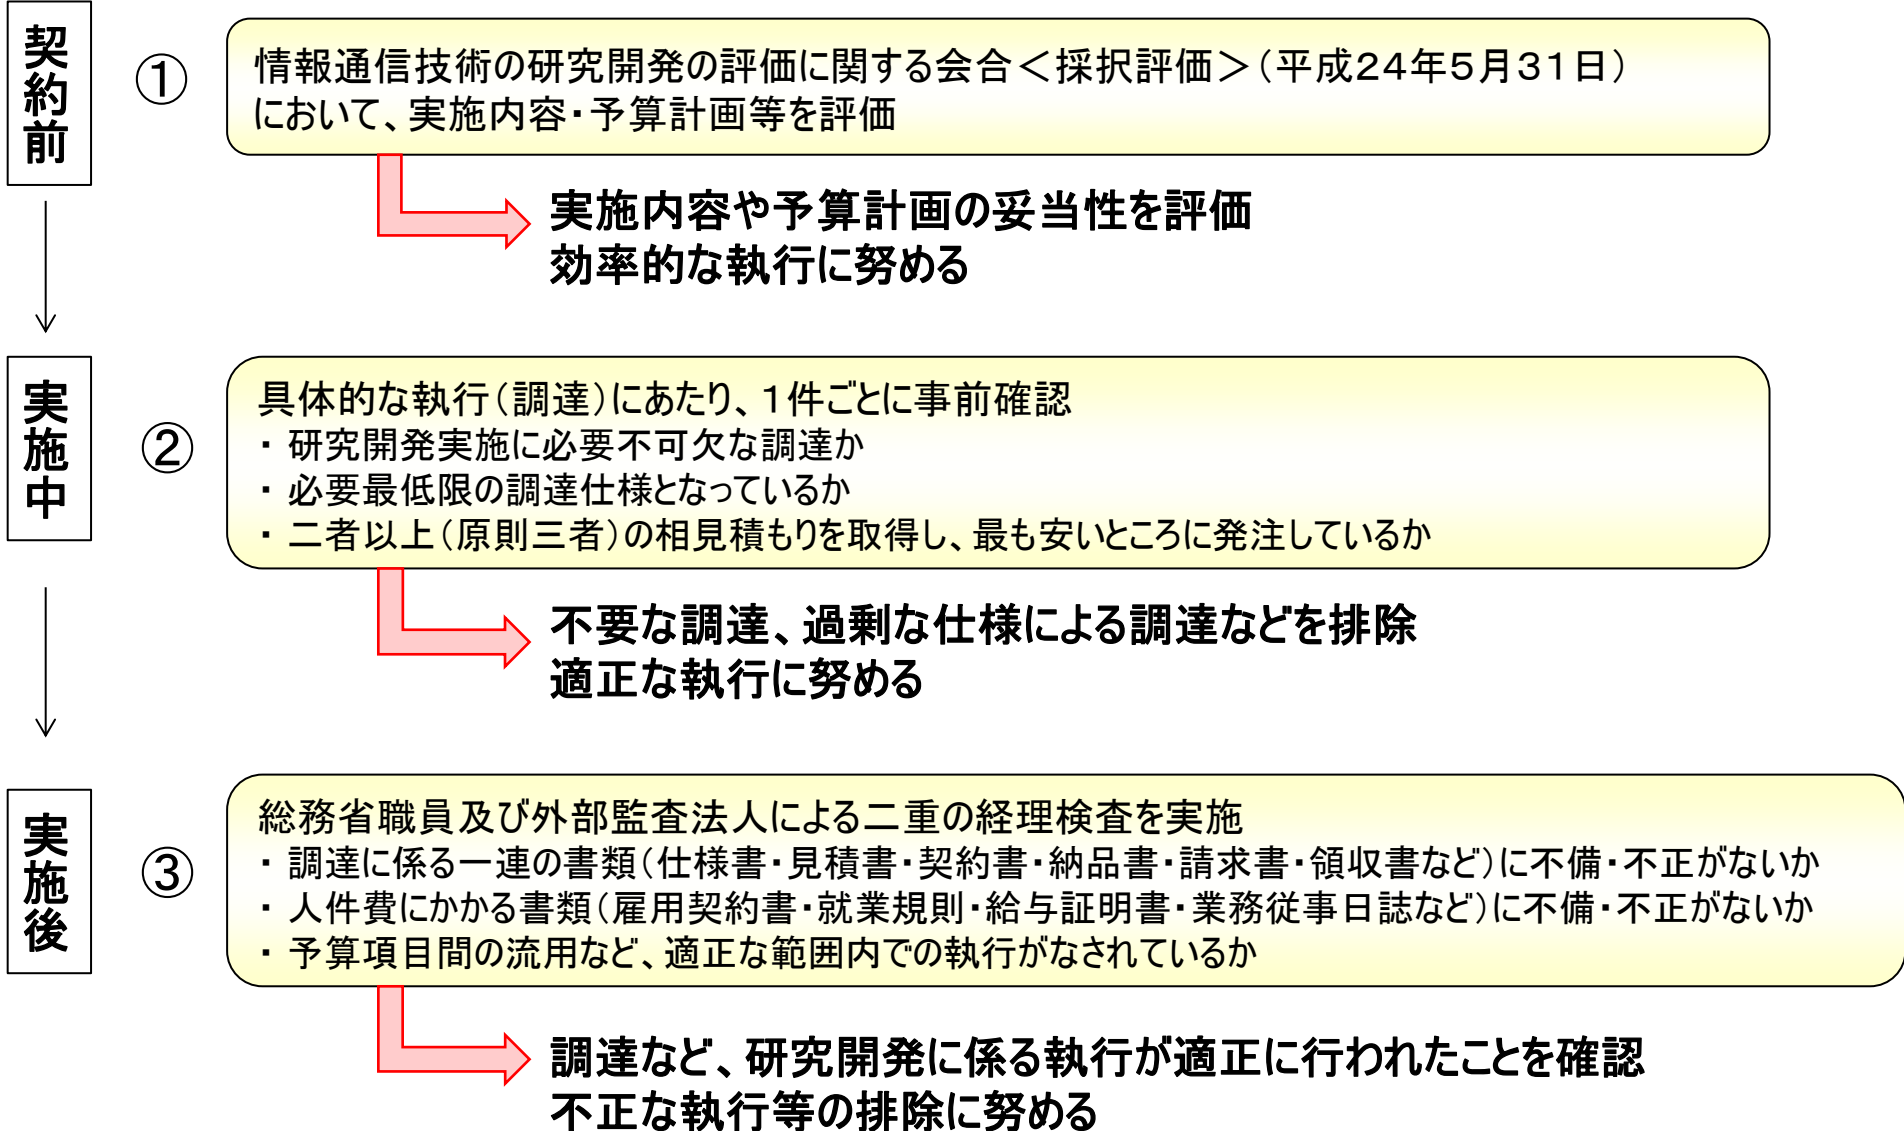 契約前
①
情報通信技術の研究開発の評価に関する会合＜採択評価＞（平成２４年５月３１日）
において、実施内容・予算計画等を評価
実施内容や予算計画の妥当性を評価
効率的な執行に努める
実施中
②
具体的な執行（調達）にあたり、１件ごとに事前確認
・ 研究開発実施に必要不可欠な調達か
・ 必要最低限の調達仕様となっているか
・ 二者以上（原則三者）の相見積もりを取得し、最も安いところに発注しているか
不要な調達、過剰な仕様による調達などを排除
適正な執行に努める
実施後
③
総務省職員及び外部監査法人による二重の経理検査を実施
・ 調達に係る一連の書類（仕様書・見積書・契約書・納品書・請求書・領収書など）に不備・不正がないか
・ 人件費にかかる書類（雇用契約書・就業規則・給与証明書・業務従事日誌など）に不備・不正がないか
・ 予算項目間の流用など、適正な範囲内での執行がなされているか
調達など、研究開発に係る執行が適正に行われたことを確認
不正な執行等の排除に努める